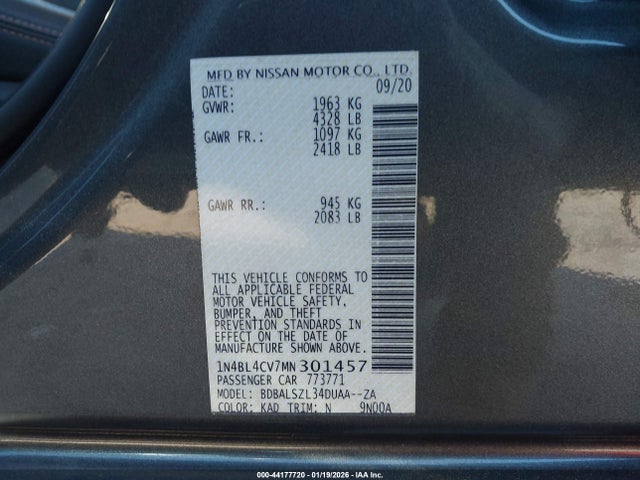 MFD BY NISSAN MOTOR CO., LTD.
DATE: 09/20
GVWR: 1963 KG
4328 LB
GAWR FR.: 1097 KG
2418 LB
GAWR RR.: 945 KG
2083 LB
THIS VEHICLE CONFORMS TO
ALL APPLICABLE FEDERAL
MOTOR VEHICLE SAFETY,
BUMPER, AND THEFT
PREVENTION STANDARDS IN
EFFECT ON THE DATE OF
MANUFACTURE SHOWN ABOVE.
1N4BL4CV7MN301457
PASSENGER CAR 773771
MODEL: BDBALSZL34DUAA--ZA
COLOR: KAD TRIM: N 9N00A
000-44177720 - 01/19/2026 - IAA Inc.